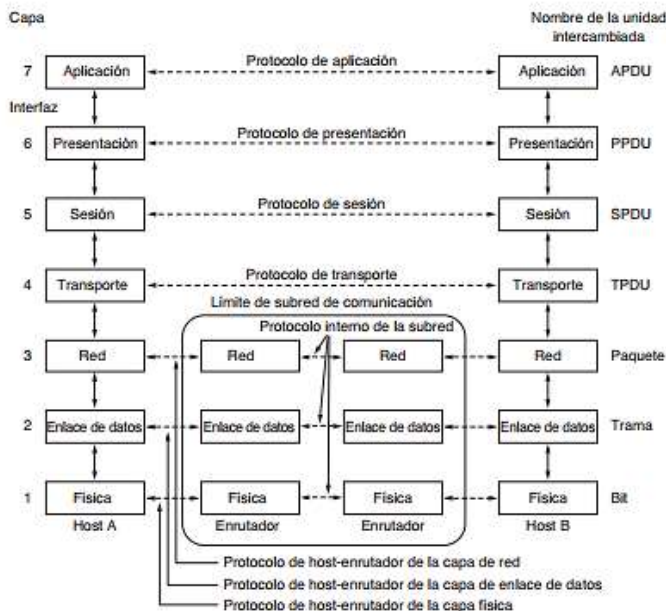 Capa
Nombre de la unidad
intercambiada
Protocolo de aplicación
7 Aplicación Aplicación APDU
Interfaz
Protocolo de presentación
6 Presentación Presentación PPDU
Protocolo de sesión
5 Sesión Sesión SPDU
Protocolo de transporte
4 Transporte Transporte TPDU
Límite de subred de comunicación
Protocolo interno de la subred
3 Red Red Red Red Paquete
2 Enlace de datos Enlace de datos Enlace de datos Enlace de datos Trama
1 Física Física Física Física Bit
Host A Enrutador Enrutador Host B
Protocolo de host-enrutador de la capa de red
Protocolo de host-enrutador de la capa de enlace de datos
Protocolo de host-enrutador de la capa física